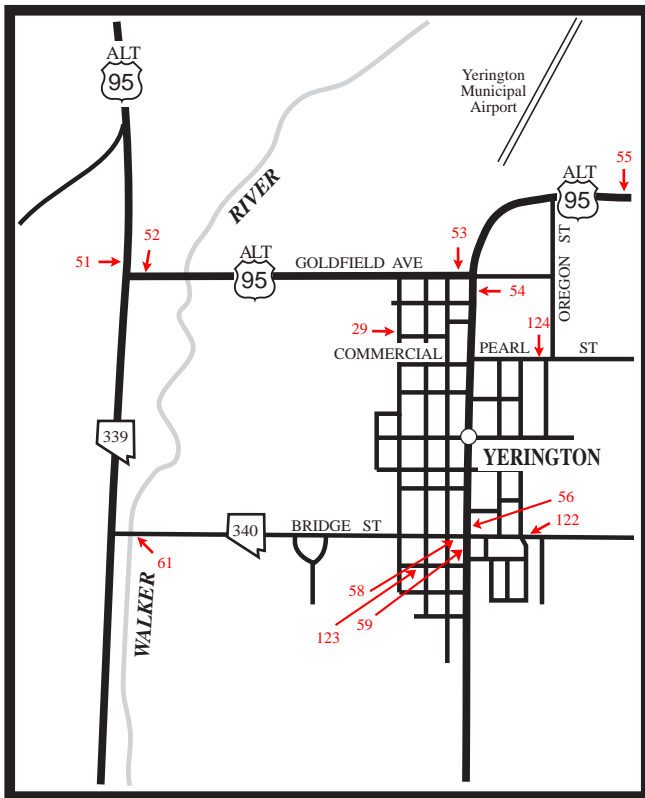 ALT
95
Yerington
Municipal
Airport
55
ALT
95
RIVER
52
51
53
ALT
95
GOLDFIELD AVE
OREGON ST
54
29
124
COMMERCIAL
PEARL ST
339
YERINGTON
56
122
340
BRIDGE ST
61
58
59
123
WALKER